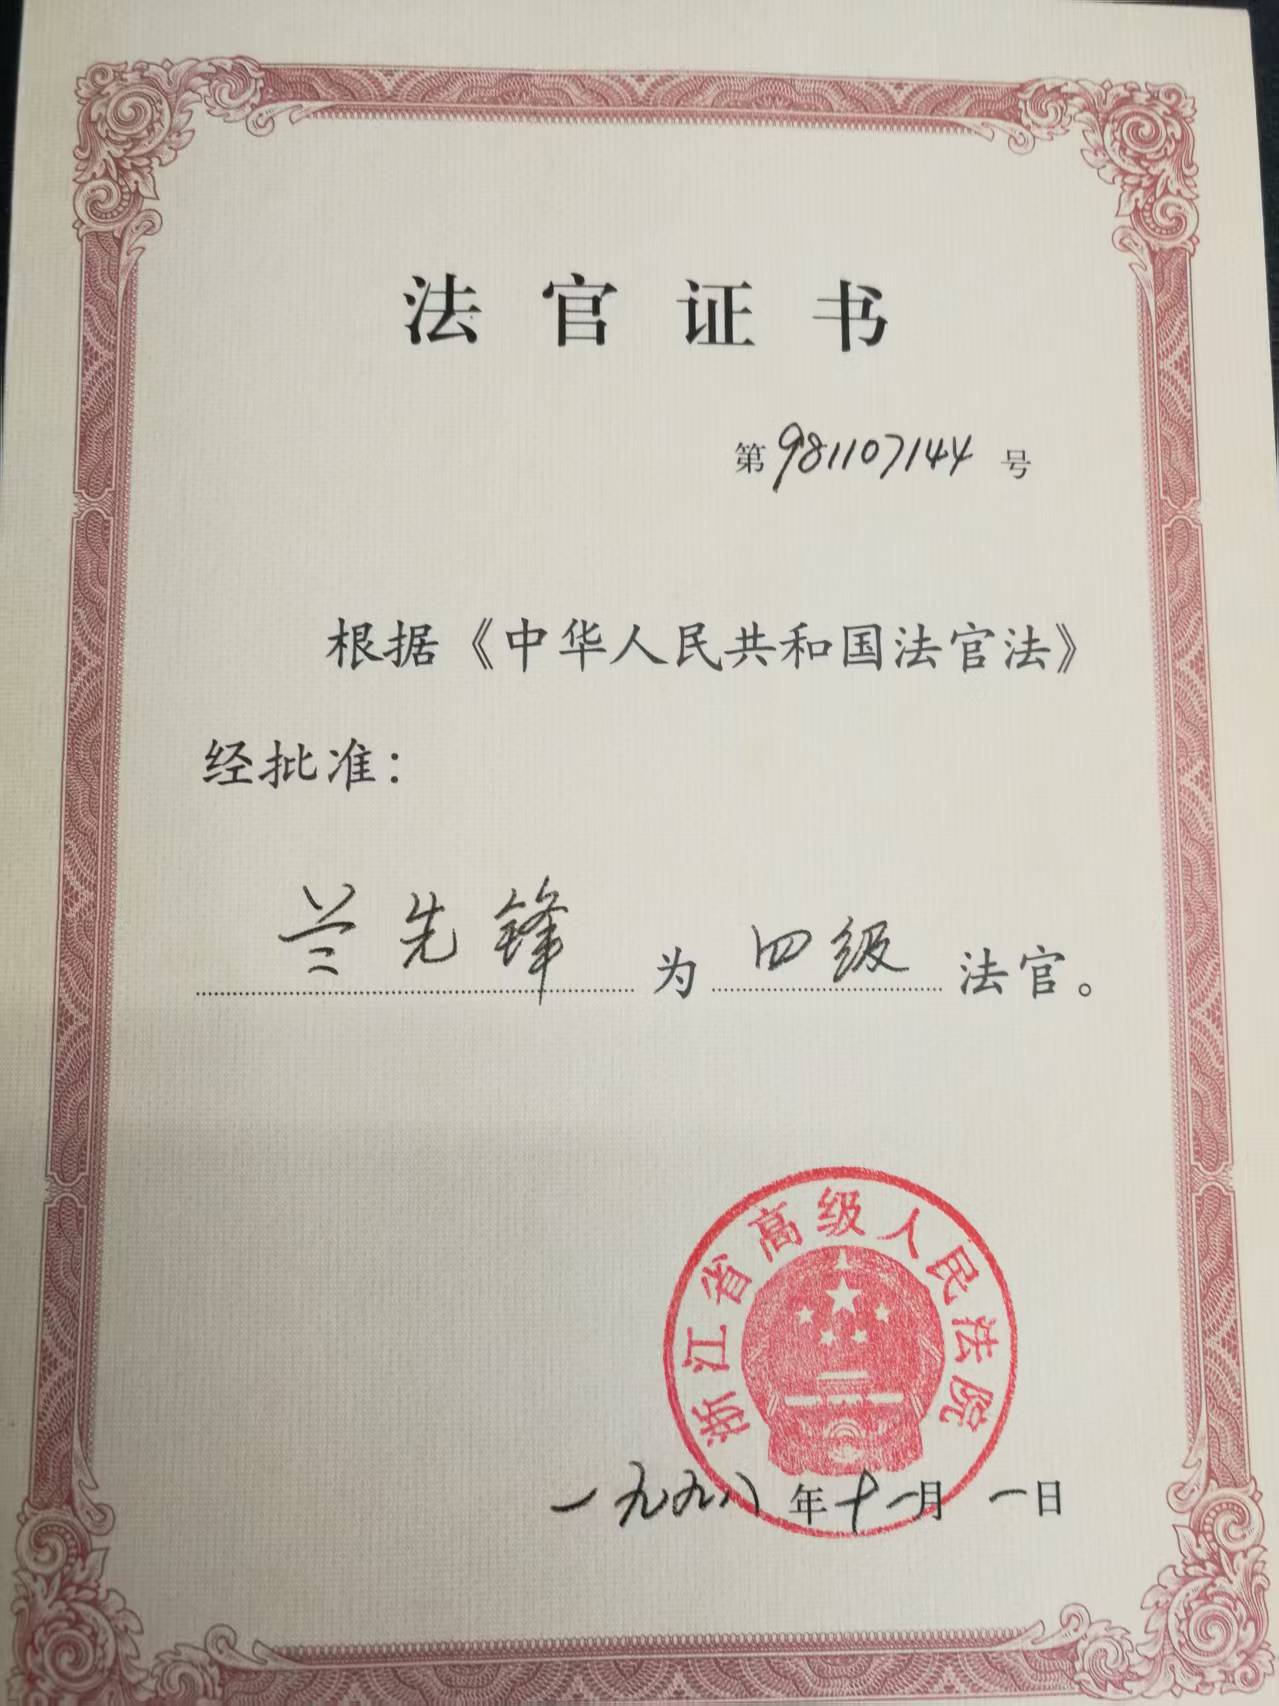 法官证书
第981107144号
根据《中华人民共和国法官法》
经批准：
兰先锋为四级法官。
浙江省高级人民法院
一九九八年十一月一日